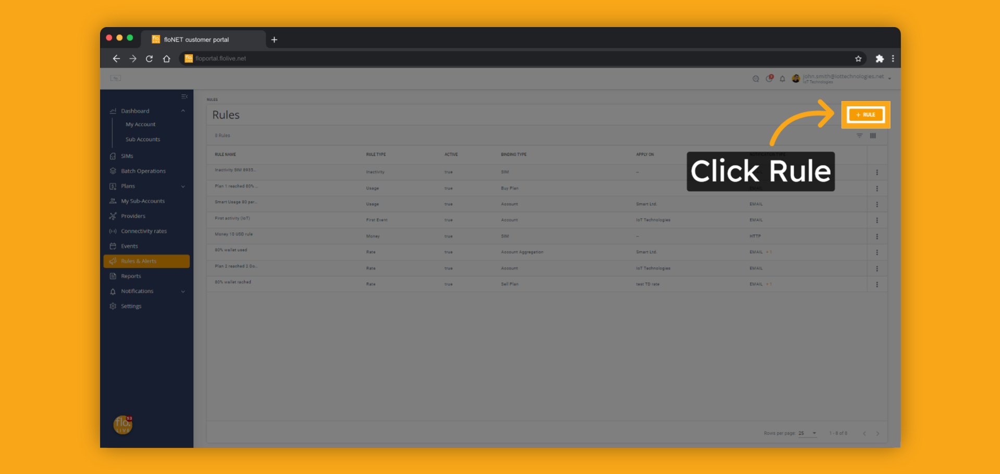 floNET customer portal
floportal.flolive.net
john.smith@iottechnologies.net
IoT Technologies
RULES
Dashboard
My Account
Sub Accounts
SIMs
Batch Operations
Plans
My Sub-Accounts
Providers
Connectivity rates
Events
Rules & Alerts
Reports
Notifications
Settings
flo.
LIVE
53
Rules
+ RULE
8 Rules
Click Rule
RULE NAME RULE TYPE ACTIVE BINDING TYPE APPLY ON NOTIFICATION TYPE
Inactivity SIM 8935... Inactivity true SIM --
Plan 1 reached 80% ... Usage true Buy Plan EMAIL
Smart Usage 80 per... Usage true Account Smart Ltd. EMAIL
First activity (IoT) First Event true Account IoT Technologies EMAIL
Money 10 USD rule Money true SIM -- HTTP
80% wallet used Rate true Account Aggregation Smart Ltd. EMAIL +1
Plan 2 reached 2 Do... Rate true Account IoT Technologies EMAIL
80% wallet rached Rate true Sell Plan test TD rate EMAIL +1
Rows per page: 25 1 - 8 of 8